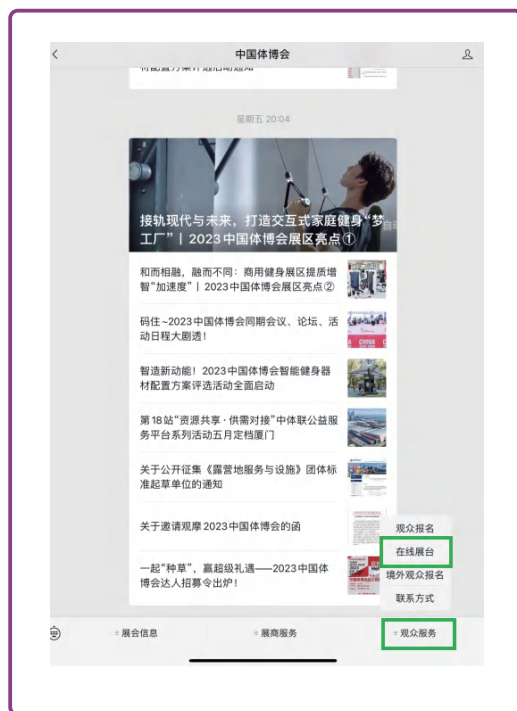 中国体博会
材配置方案评选活动通知
星期五 20:04
接轨现代与未来，打造交互式家庭健身“梦
工厂”丨2023中国体博会展区亮点①
和而相融，融而不同：商用健身展区提质增
智“加速度”丨2023中国体博会展区亮点②
码住~2023中国体博会同期会议、论坛、活
动日程大剧透！
智造新动能！2023中国体博会智能健身器
材配置方案评选活动全面启动
第18站“资源共享·供需对接”中体联公益服
务平台系列活动五月定档厦门
关于公开征集《露营地服务与设施》团体标
准起草单位的通知
关于邀请观摩2023中国体博会的函
一起“种草”，赢超级礼遇——2023中国体
博会达人招募令出炉！
观众报名
在线展台
境外观众报名
联系方式
展会信息
展商服务
观众服务